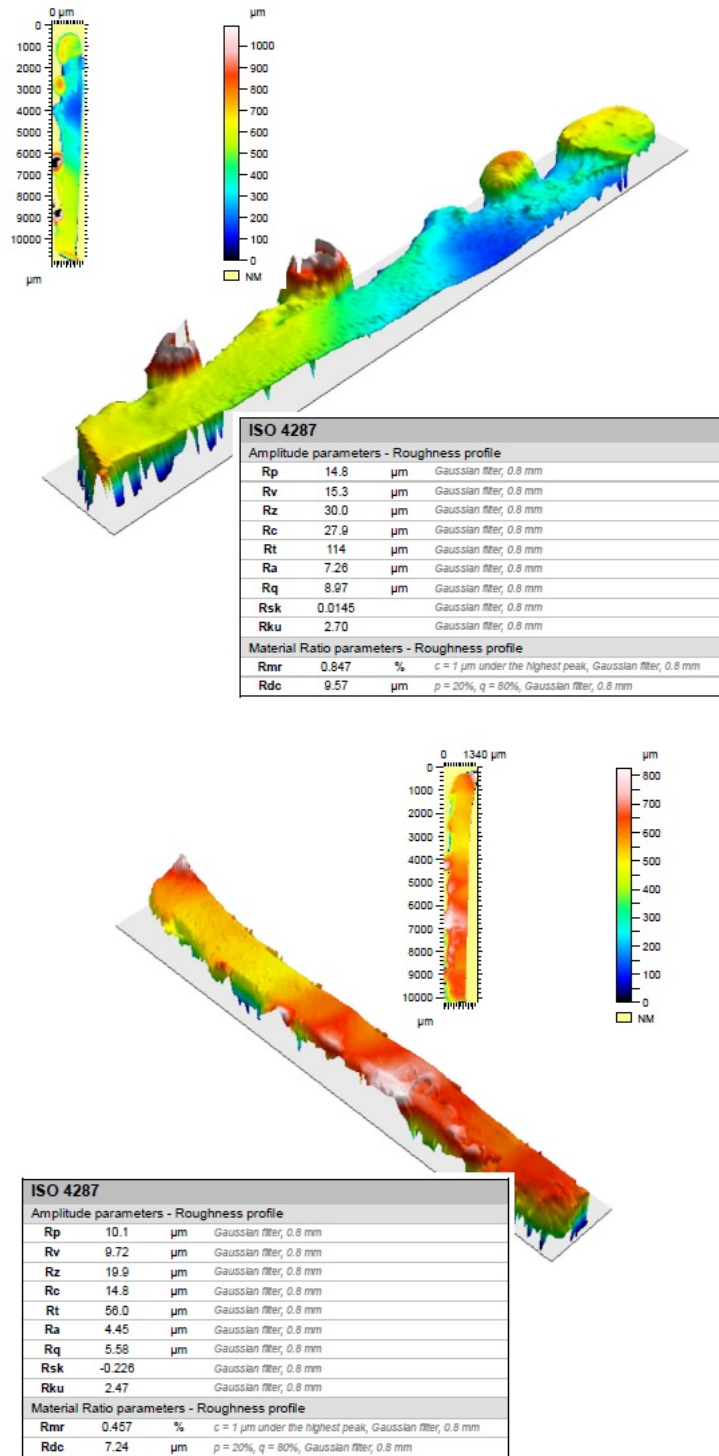 0 µm
µm
0
1000
2000
3000
4000
5000
6000
7000
8000
9000
10000
µm
1000
900
800
700
600
500
400
300
200
100
0
NM
ISO 4287
Amplitude parameters - Roughness profile
Rp 14.8 µm Gaussian filter, 0.8 mm
Rv 15.3 µm Gaussian filter, 0.8 mm
Rz 30.0 µm Gaussian filter, 0.8 mm
Rc 27.9 µm Gaussian filter, 0.8 mm
Rt 114 µm Gaussian filter, 0.8 mm
Ra 7.26 µm Gaussian filter, 0.8 mm
Rq 8.97 µm Gaussian filter, 0.8 mm
Rsk 0.0145 Gaussian filter, 0.8 mm
Rku 2.70 Gaussian filter, 0.8 mm
Material Ratio parameters - Roughness profile
Rmr 0.847 % c = 1 µm under the highest peak, Gaussian filter, 0.8 mm
Rdc 9.57 µm p = 20%, q = 80%, Gaussian filter, 0.8 mm
0 1340 µm
µm
0
1000
2000
3000
4000
5000
6000
7000
8000
9000
10000
µm
800
700
600
500
400
300
200
100
0
NM
ISO 4287
Amplitude parameters - Roughness profile
Rp 10.1 µm Gaussian filter, 0.8 mm
Rv 9.72 µm Gaussian filter, 0.8 mm
Rz 19.9 µm Gaussian filter, 0.8 mm
Rc 14.8 µm Gaussian filter, 0.8 mm
Rt 56.0 µm Gaussian filter, 0.8 mm
Ra 4.45 µm Gaussian filter, 0.8 mm
Rq 5.58 µm Gaussian filter, 0.8 mm
Rsk -0.226 Gaussian filter, 0.8 mm
Rku 2.47 Gaussian filter, 0.8 mm
Material Ratio parameters - Roughness profile
Rmr 0.457 % c = 1 µm under the highest peak, Gaussian filter, 0.8 mm
Rdc 7.24 µm p = 20%, q = 80%, Gaussian filter, 0.8 mm